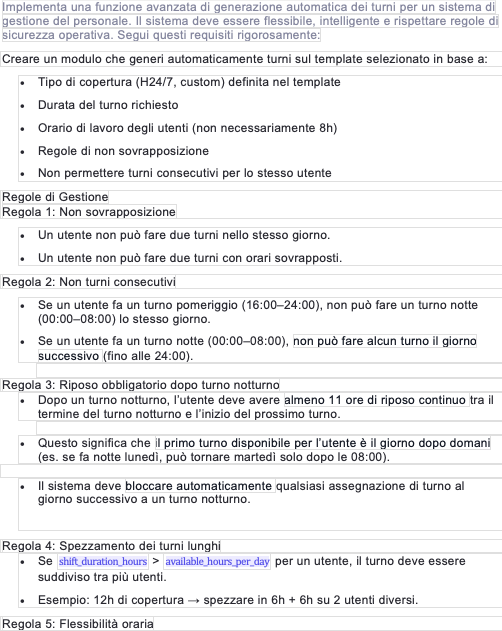 Implementa una funzione avanzata di generazione automatica dei turni per un sistema di
gestione del personale. Il sistema deve essere flessibile, intelligente e rispettare regole di
sicurezza operativa. Segui questi requisiti rigorosamente:
Creare un modulo che generi automaticamente turni sul template selezionato in base a:
• Tipo di copertura (H24/7, custom) definita nel template
• Durata del turno richiesto
• Orario di lavoro degli utenti (non necessariamente 8h)
• Regole di non sovrapposizione
• Non permettere turni consecutivi per lo stesso utente
Regole di Gestione
Regola 1: Non sovrapposizione
• Un utente non può fare due turni nello stesso giorno.
• Un utente non può fare due turni con orari sovrapposti.
Regola 2: Non turni consecutivi
• Se un utente fa un turno pomeriggio (16:00–24:00), non può fare un turno notte
(00:00–08:00) lo stesso giorno.
• Se un utente fa un turno notte (00:00–08:00), non può fare alcun turno il giorno
successivo (fino alle 24:00).
Regola 3: Riposo obbligatorio dopo turno notturno
• Dopo un turno notturno, l'utente deve avere almeno 11 ore di riposo continuo tra il
termine del turno notturno e l'inizio del prossimo turno.
• Questo significa che il primo turno disponibile per l'utente è il giorno dopo domani
(es. se fa notte lunedì, può tornare martedì solo dopo le 08:00).
• Il sistema deve bloccare automaticamente qualsiasi assegnazione di turno al
giorno successivo a un turno notturno.
Regola 4: Spezzamento dei turni lunghi
• Se shift_duration_hours > available_hours_per_day per un utente, il turno deve essere
suddiviso tra più utenti.
• Esempio: 12h di copertura → spezzare in 6h + 6h su 2 utenti diversi.
Regola 5: Flessibilità oraria